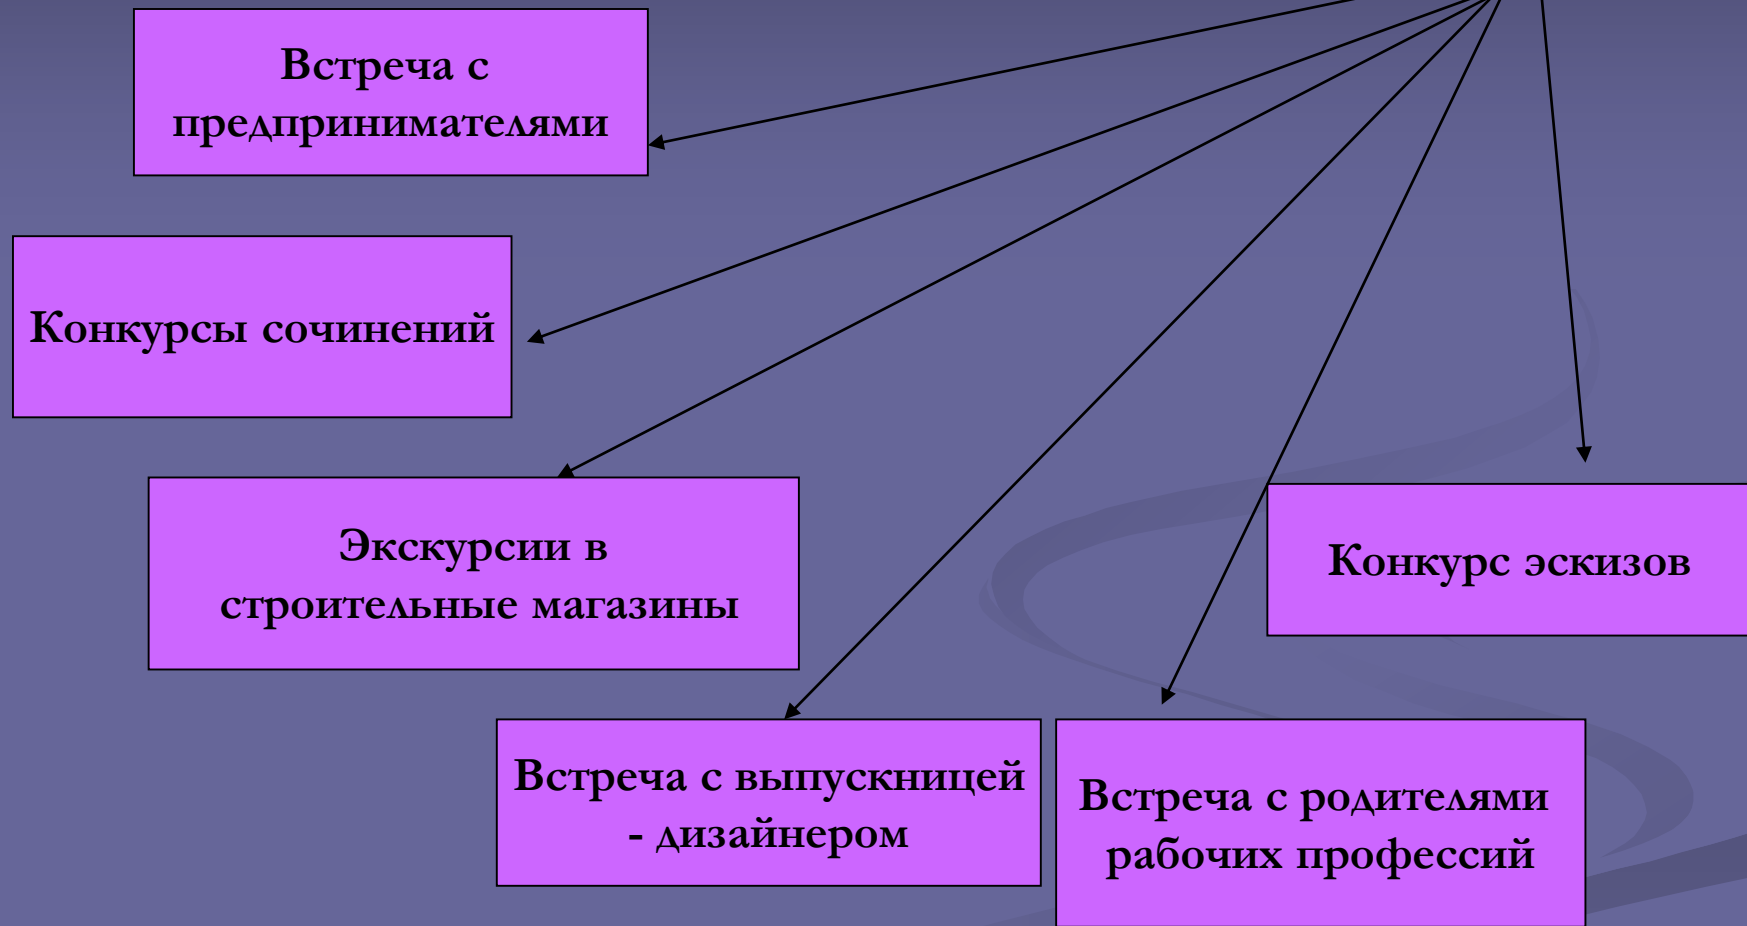 Встреча с
предпринимателями
Конкурсы сочинений
Экскурсии в
строительные магазины
Конкурс эскизов
Встреча с выпускницей
- дизайнером
Встреча с родителями
рабочих профессий